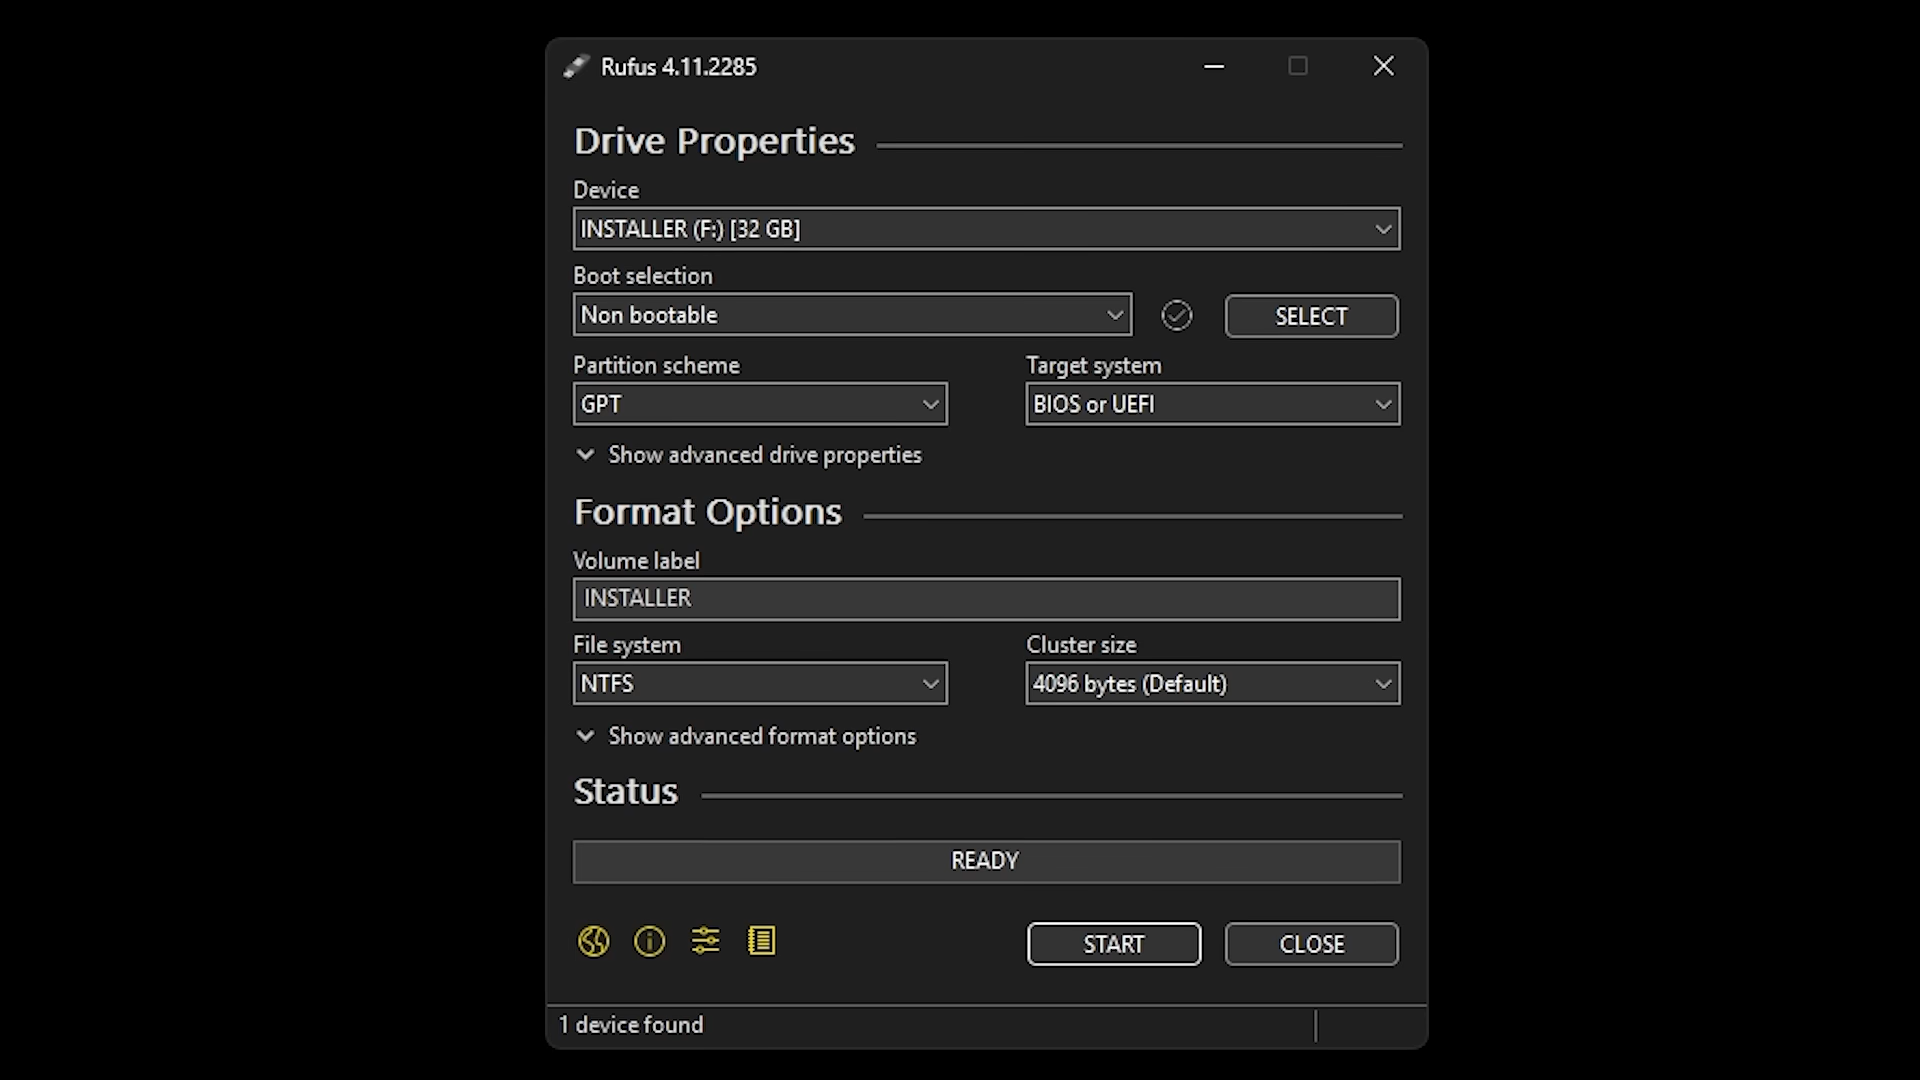 Rufus 4.11.2285
Drive Properties
Device
INSTALLER (F:) [32 GB]
Boot selection
Non bootable
SELECT
Partition scheme
Target system
GPT
BIOS or UEFI
Show advanced drive properties
Format Options
Volume label
INSTALLER
File system
Cluster size
NTFS
4096 bytes (Default)
Show advanced format options
Status
READY
START
CLOSE
1 device found